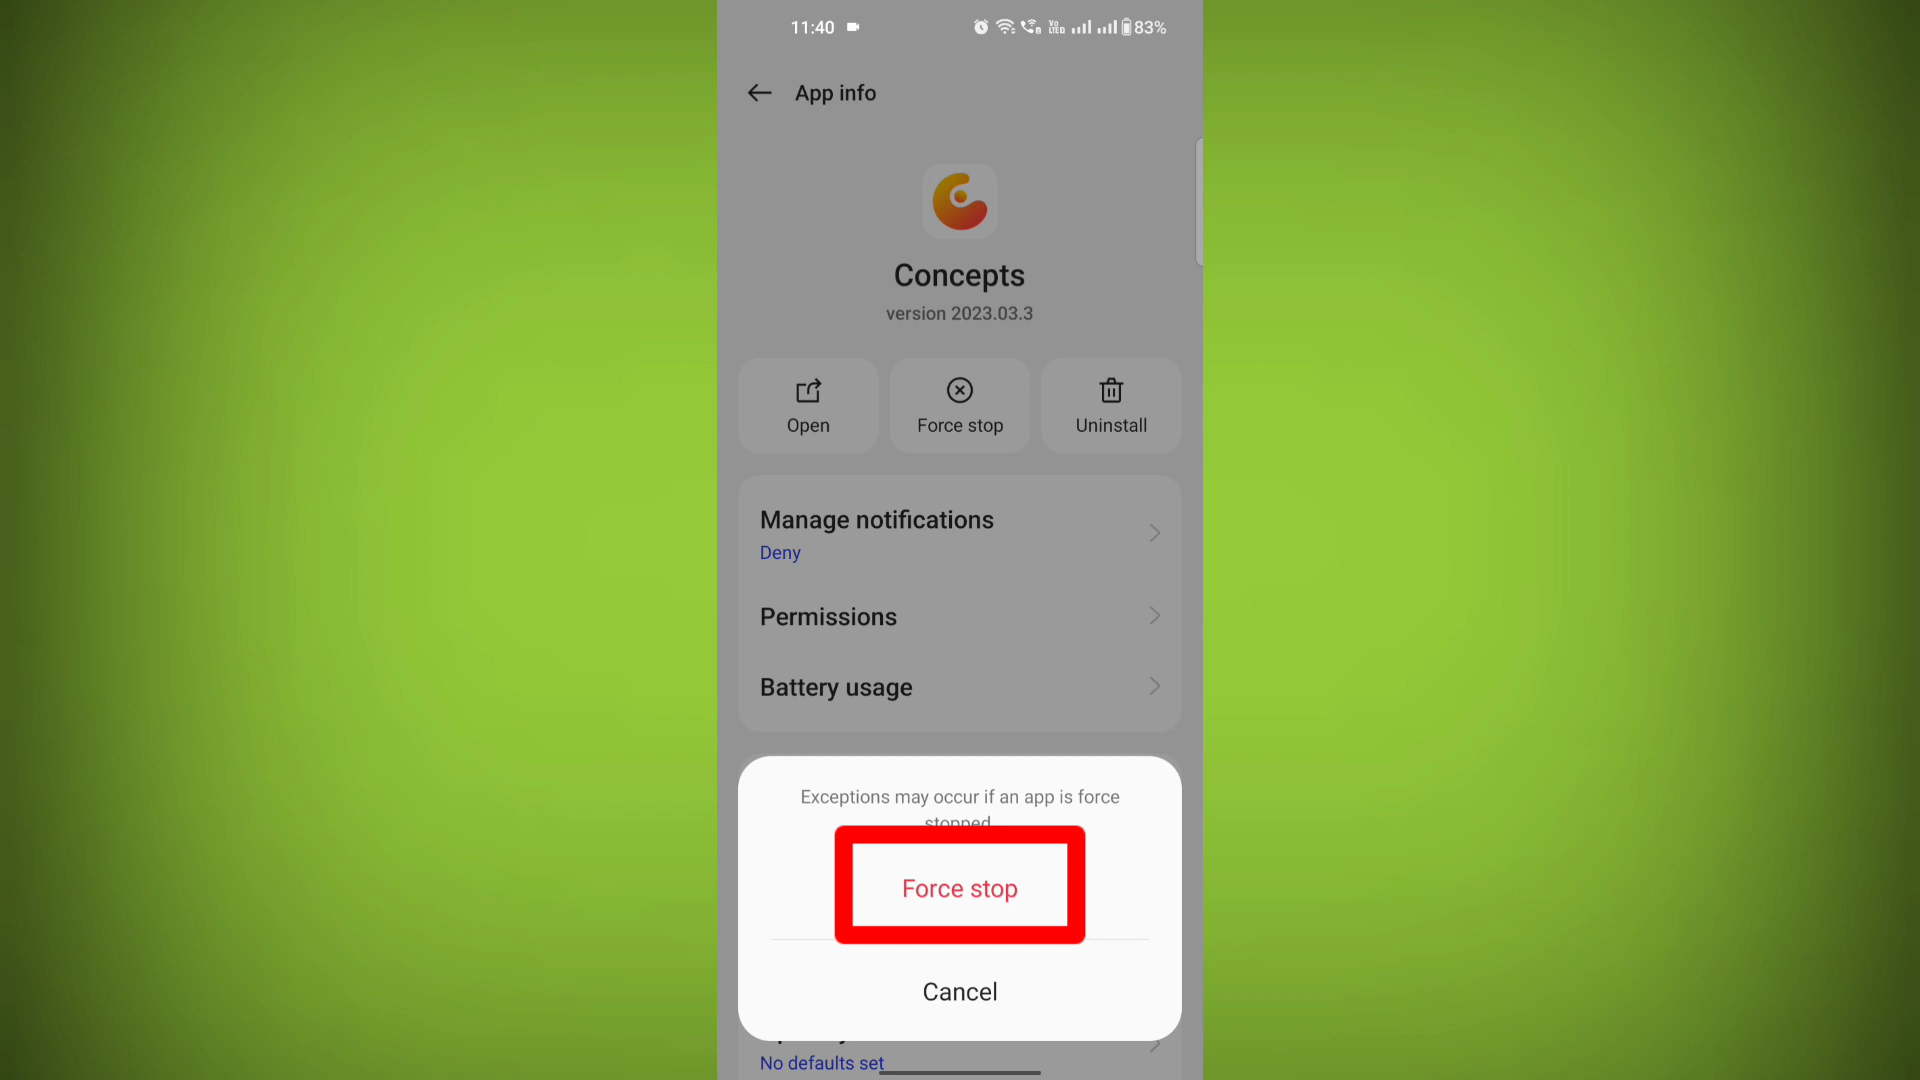 11:40
83%
App info
Concepts
version 2023.03.3
Open
Force stop
Uninstall
Manage notifications
Deny
Permissions
Battery usage
Exceptions may occur if an app is force
stopped
Force stop
Cancel
No defaults set